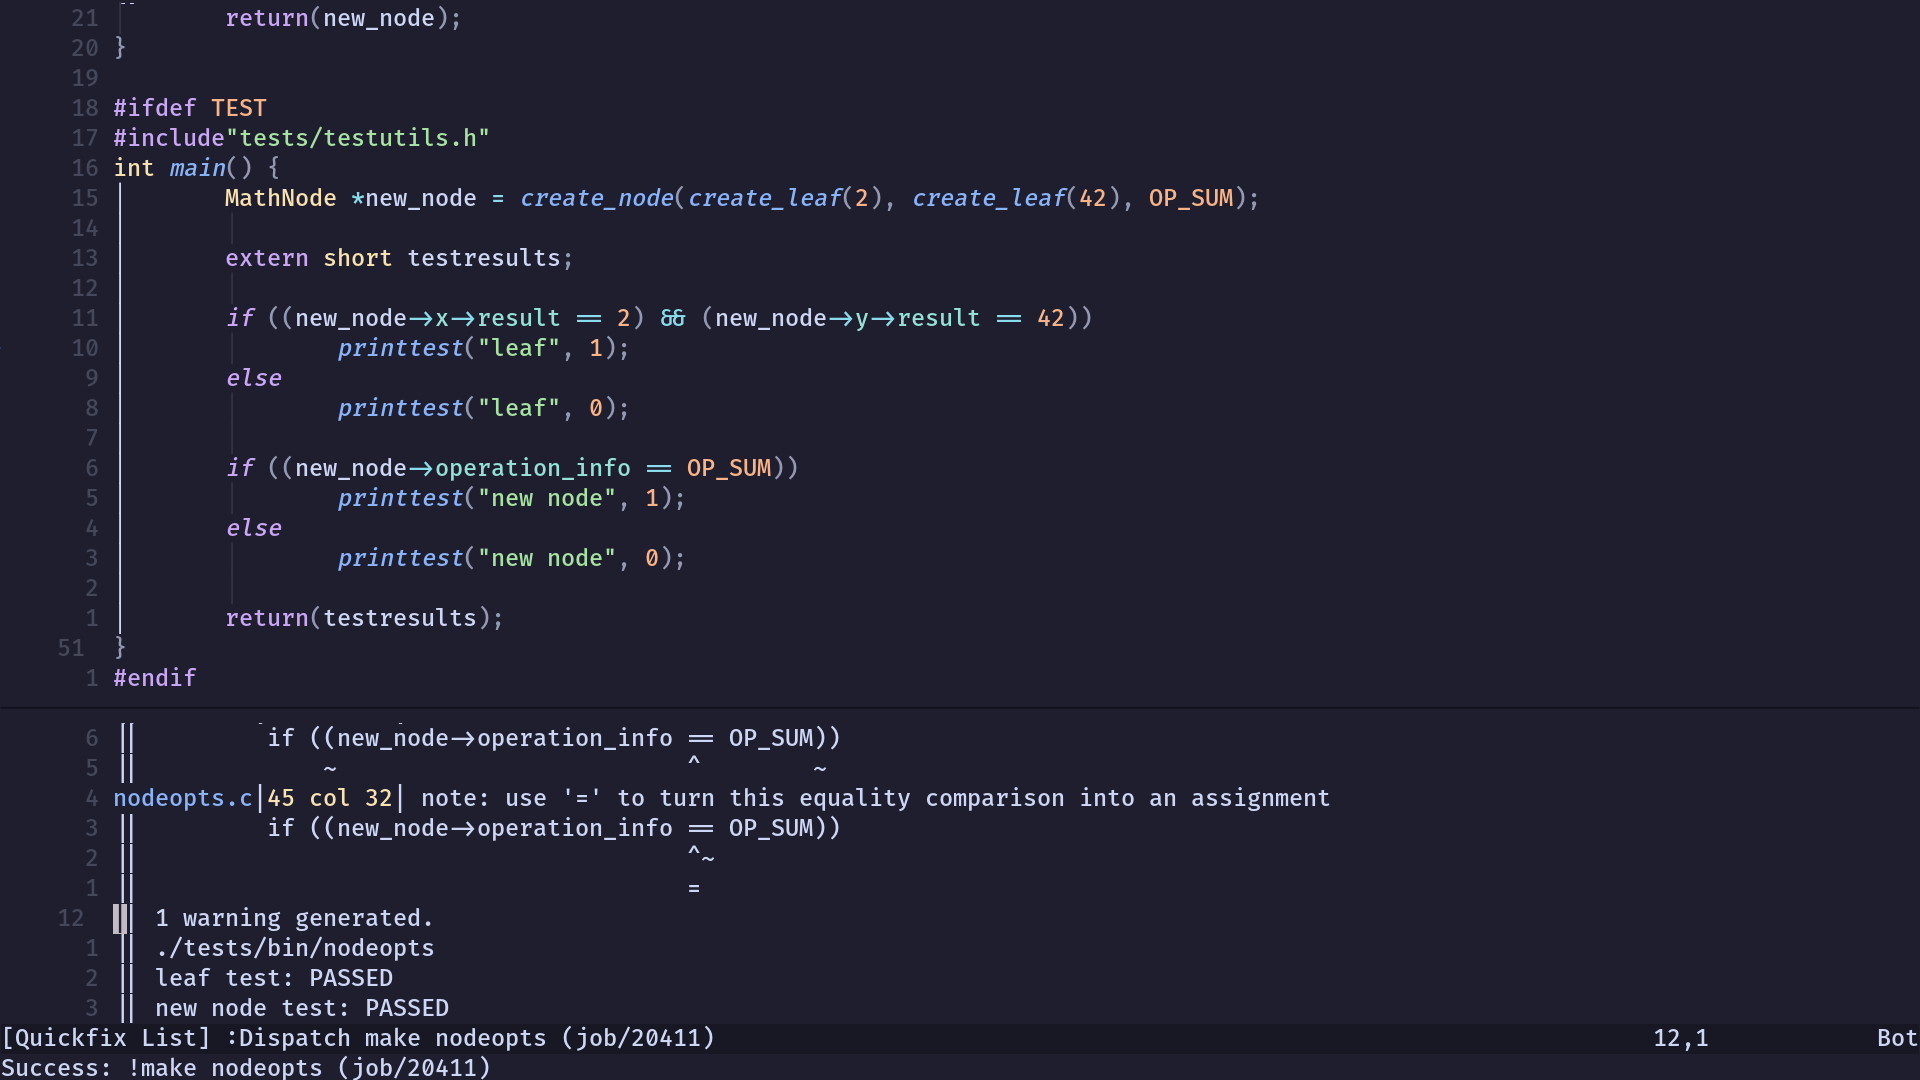 21 return(new_node);
20 }
19
18 #ifdef TEST
17 #include"tests/testutils.h"
16 int main() {
15 MathNode *new_node = create_node(create_leaf(2), create_leaf(42), OP_SUM);
14
13 extern short testresults;
12
11 if ((new_node->x->result == 2) && (new_node->y->result == 42))
10 printtest("leaf", 1);
9 else
8 printtest("leaf", 0);
7
6 if ((new_node->operation_info == OP_SUM))
5 printtest("new node", 1);
4 else
3 printtest("new node", 0);
2
1 return(testresults);
51 }
1 #endif
6 || if ((new_node->operation_info == OP_SUM))
5 || ~ ^ ~
4 nodeopts.c|45 col 32| note: use '=' to turn this equality comparison into an assignment
3 || if ((new_node->operation_info == OP_SUM))
2 || ^~
1 || =
12 || 1 warning generated.
1 || ./tests/bin/nodeopts
2 || leaf test: PASSED
3 || new node test: PASSED
[Quickfix List] :Dispatch make nodeopts (job/20411) 12,1 Bot
Success: !make nodeopts (job/20411)